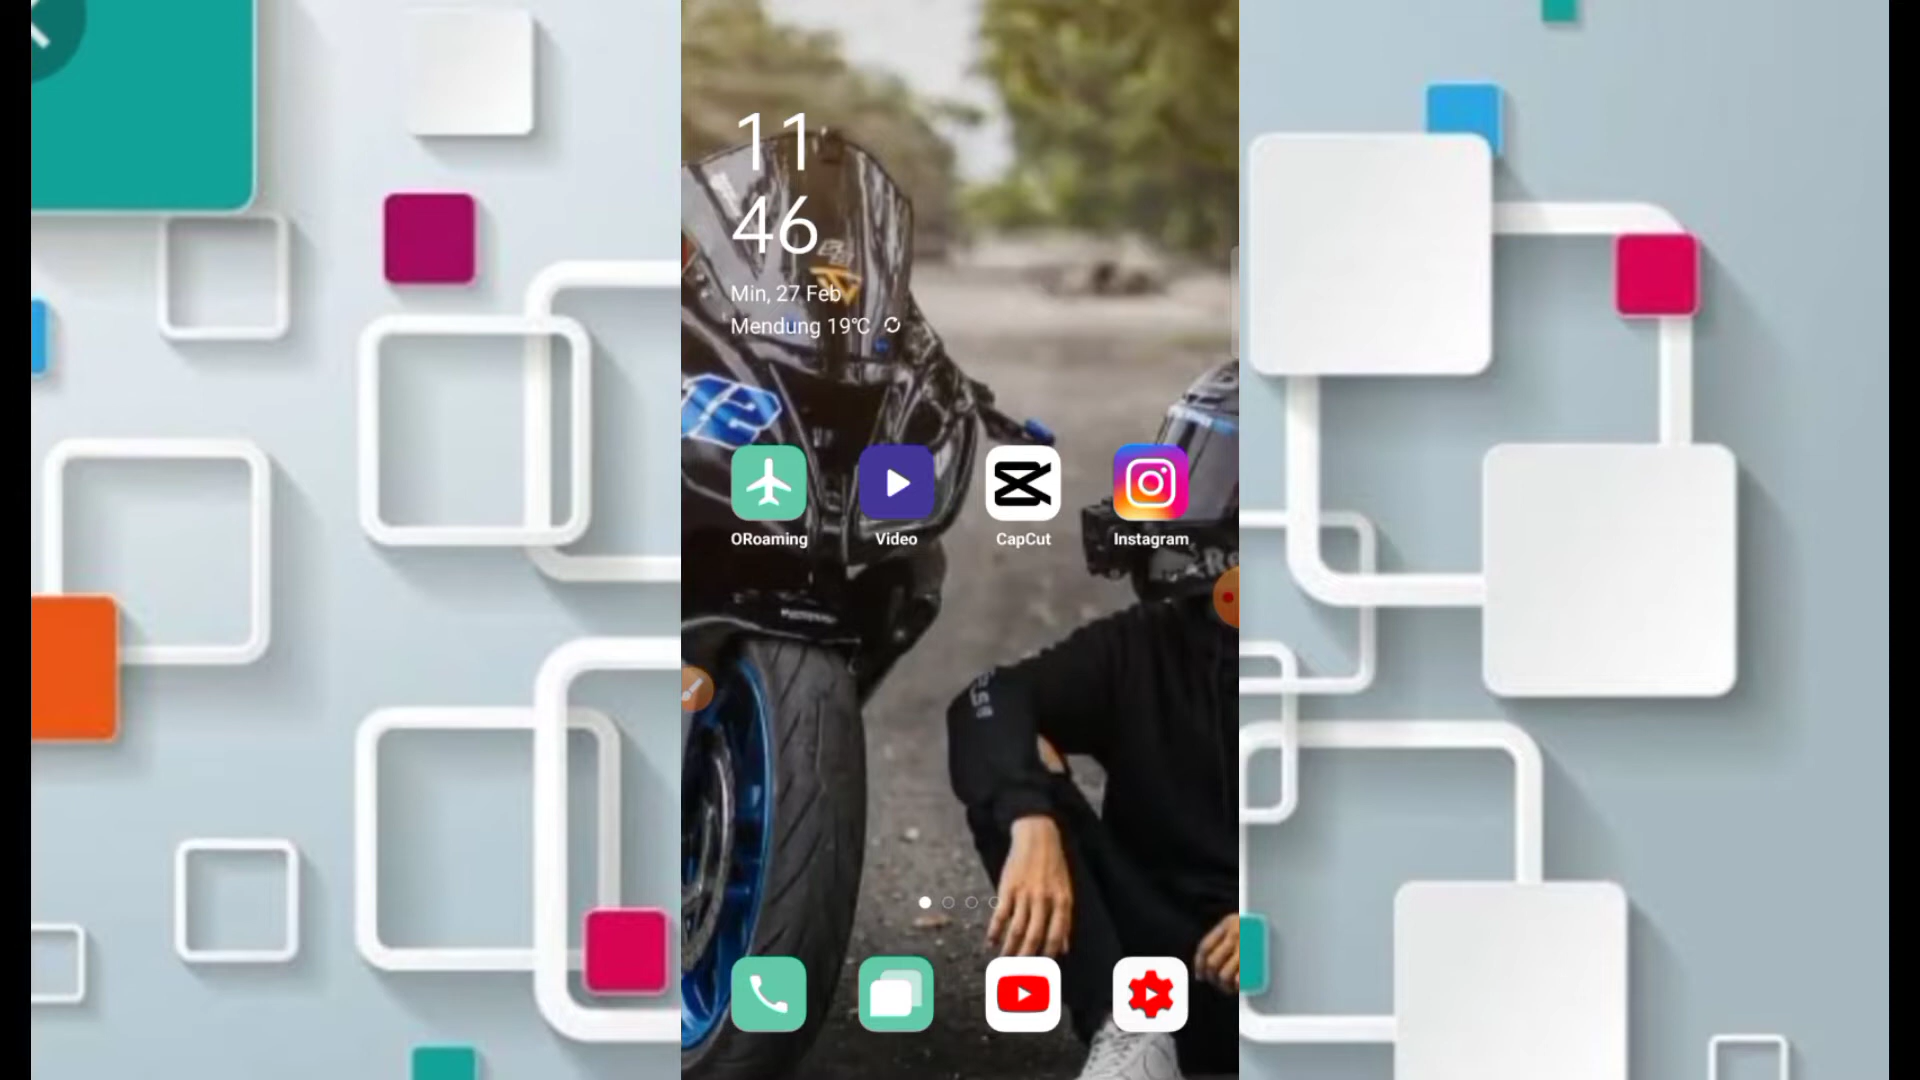 11
46
Min, 27 Feb
Mendung 19°C
ORoaming Video CapCut Instagram